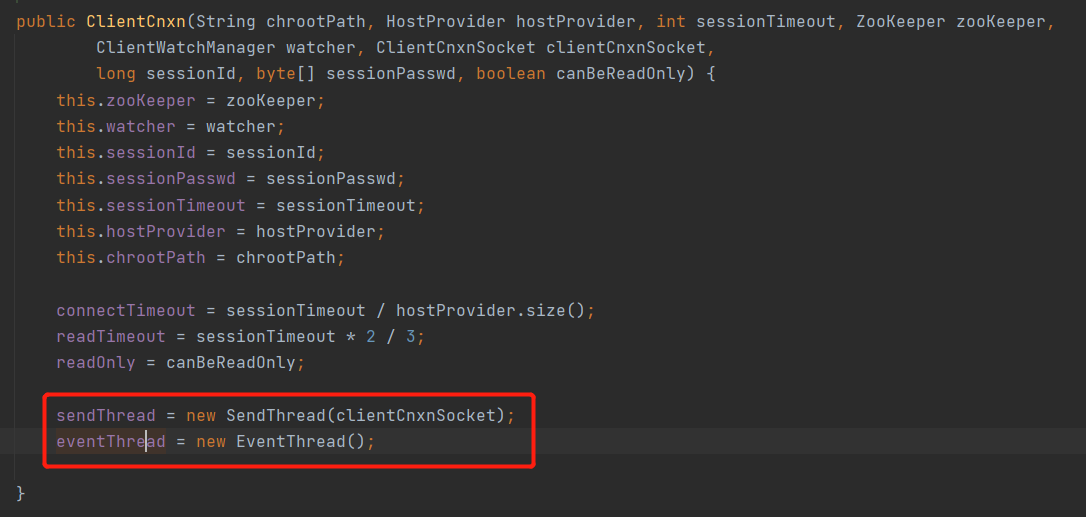 public ClientCnxn(String chrootPath, HostProvider hostProvider, int sessionTimeout, ZooKeeper zooKeeper,
ClientWatchManager watcher, ClientCnxnSocket clientCnxnSocket,
long sessionId, byte[] sessionPasswd, boolean canBeReadOnly) {
this.zooKeeper = zooKeeper;
this.watcher = watcher;
this.sessionId = sessionId;
this.sessionPasswd = sessionPasswd;
this.sessionTimeout = sessionTimeout;
this.hostProvider = hostProvider;
this.chrootPath = chrootPath;
connectTimeout = sessionTimeout / hostProvider.size();
readTimeout = sessionTimeout * 2 / 3;
readOnly = canBeReadOnly;
sendThread = new SendThread(clientCnxnSocket);
eventThread = new EventThread();
}